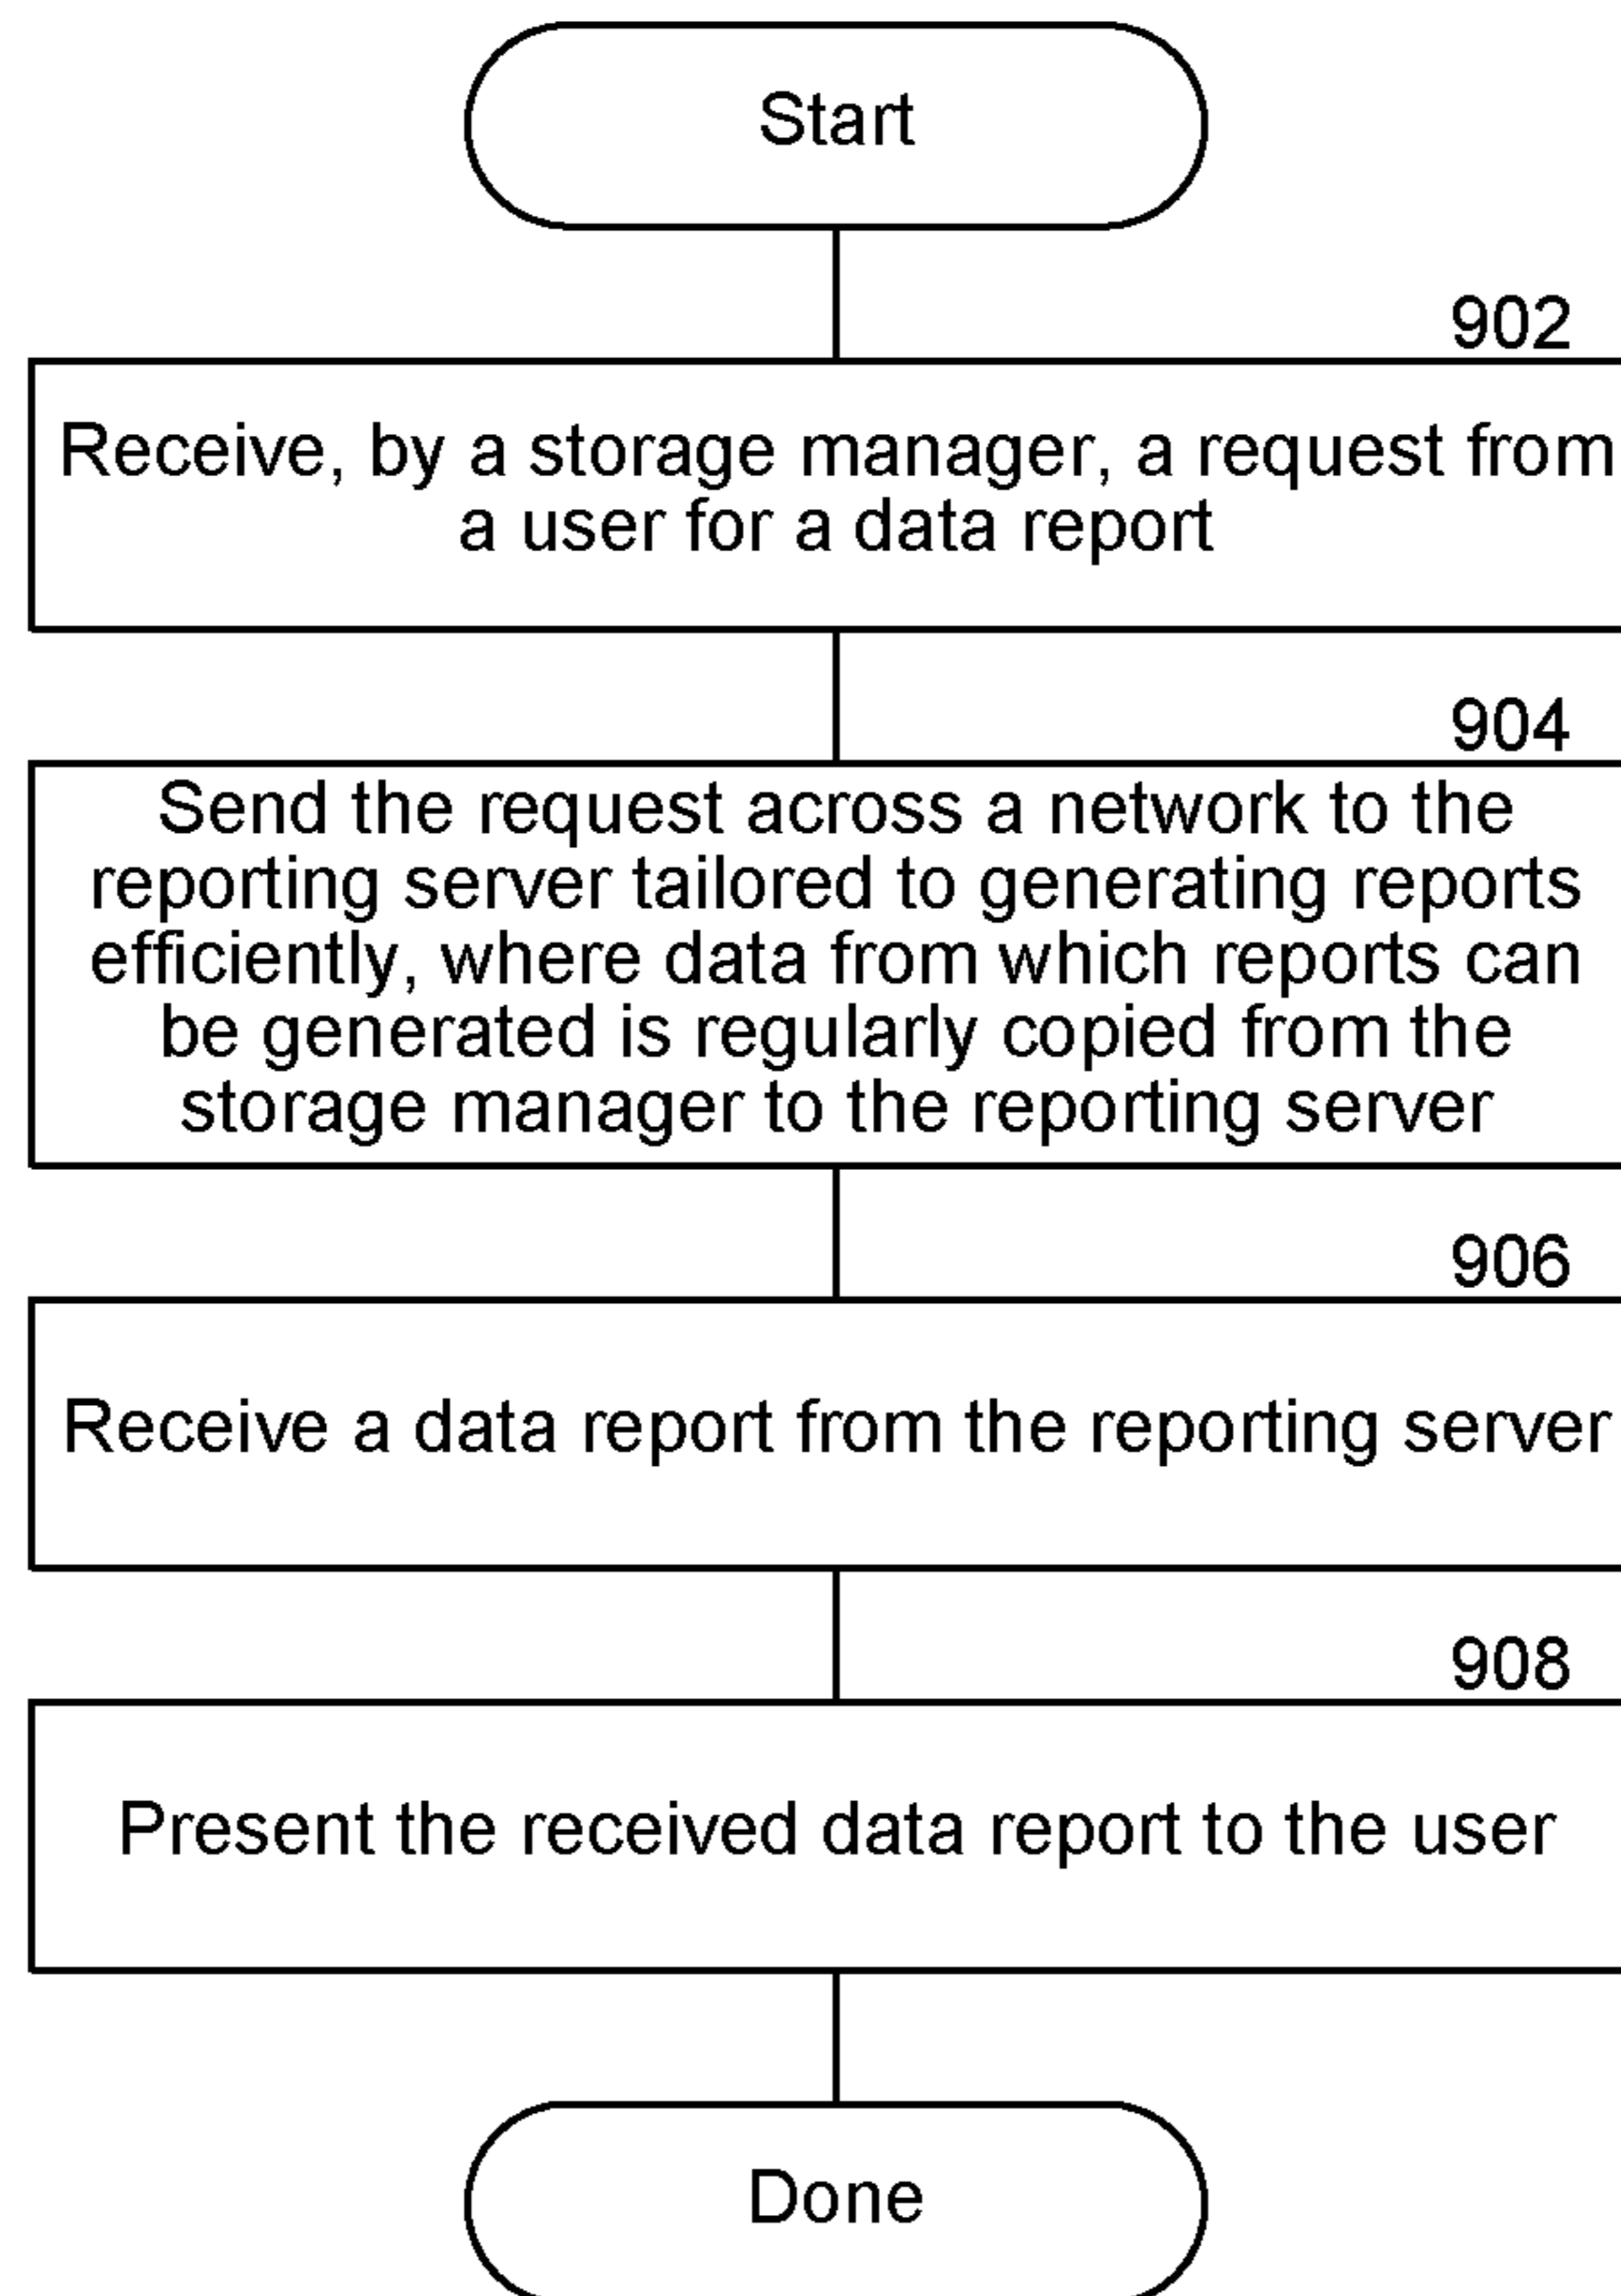 Start
902
Receive, by a storage manager, a request from
a user for a data report
904
Send the request across a network to the
reporting server tailored to generating reports
efficiently, where data from which reports can
be generated is regularly copied from the
storage manager to the reporting server
906
Receive a data report from the reporting server
908
Present the received data report to the user
Done